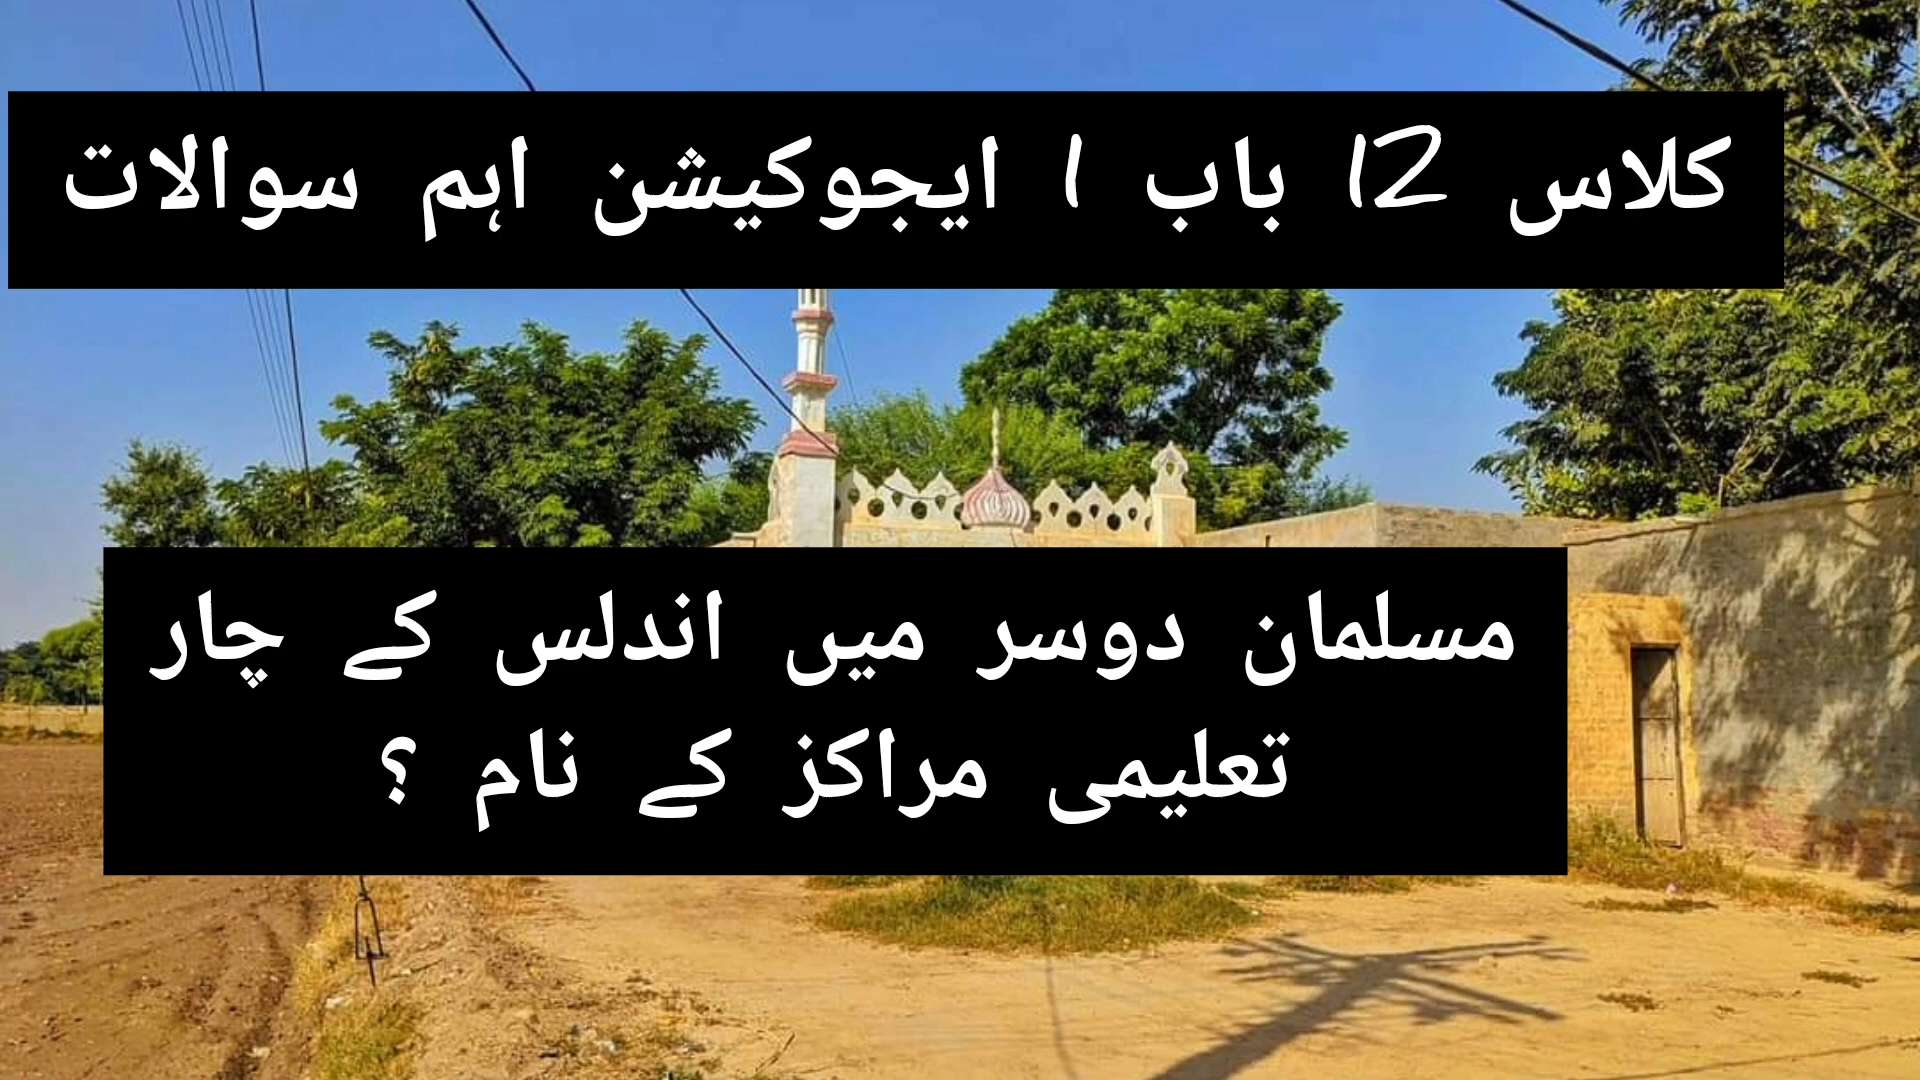 کلاس 12 باب 1 ایجوکیشن اہم سوالات
مسلمان دوسر میں اندلس کے چار
تعلیمی مراکز کے نام ؟